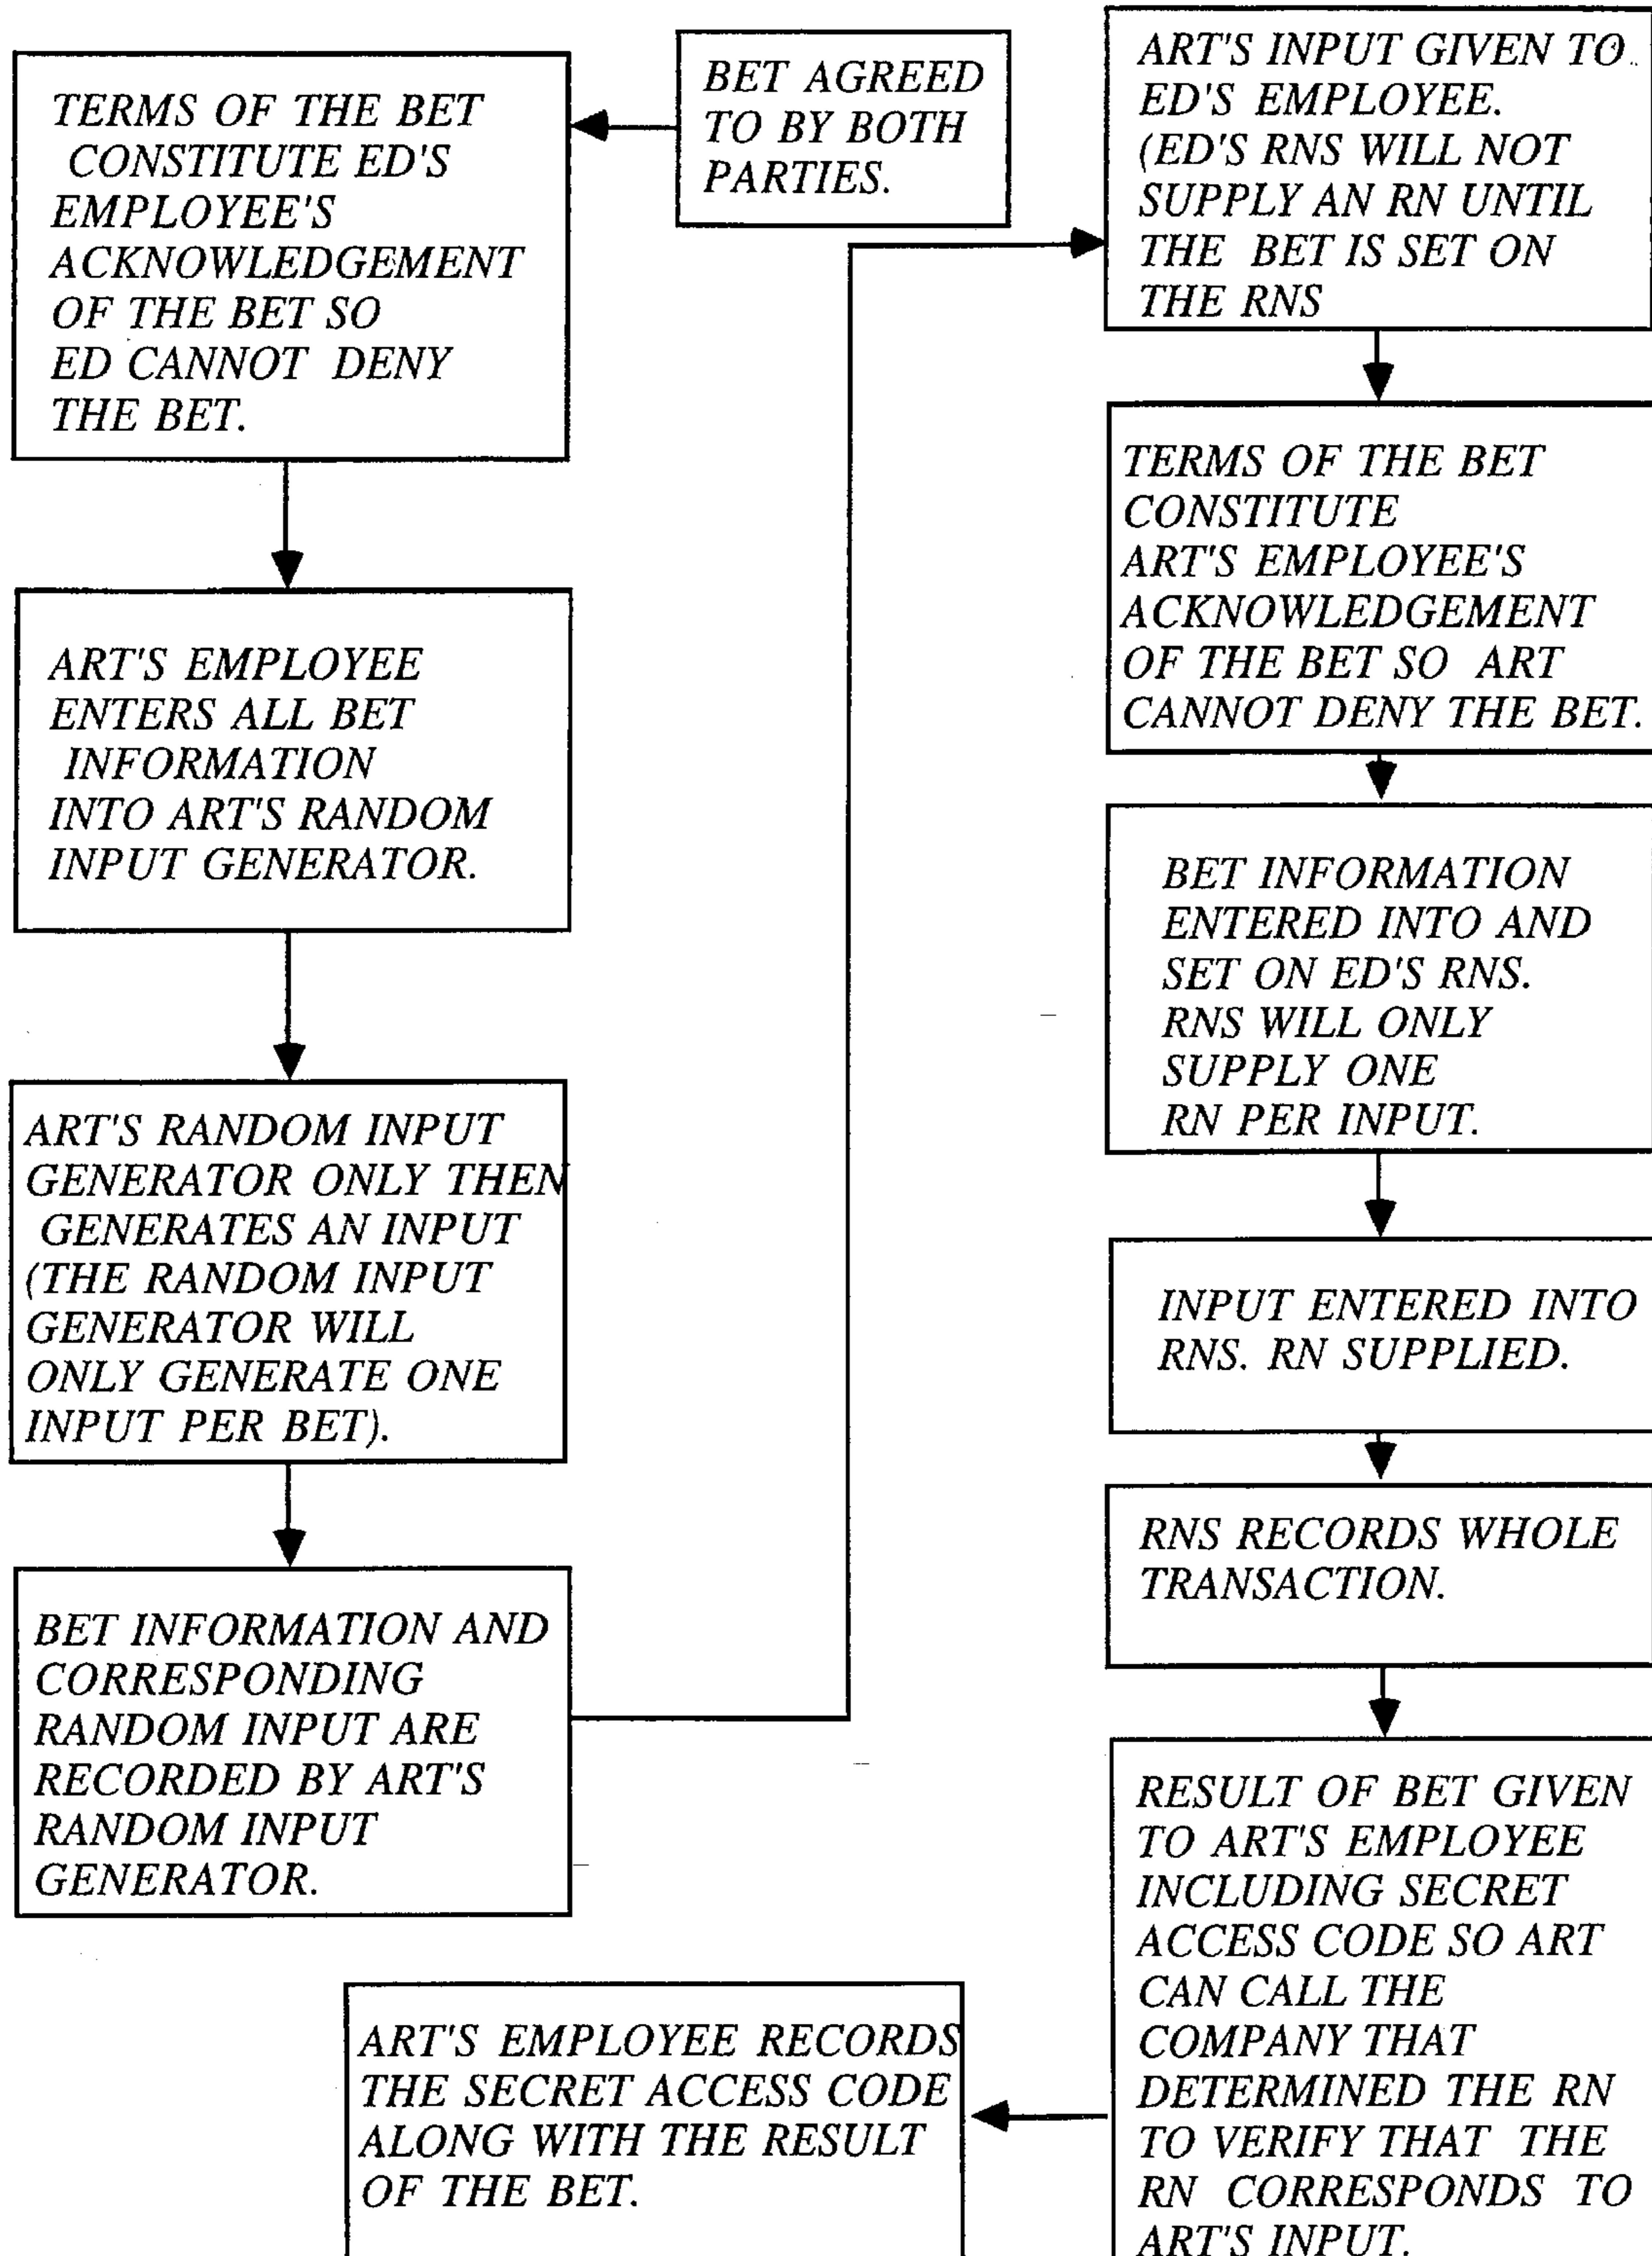 BET AGREED
TO BY BOTH
PARTIES.
TERMS OF THE BET
CONSTITUTE ED'S
EMPLOYEE'S
ACKNOWLEDGEMENT
OF THE BET SO
ED CANNOT DENY
THE BET.
ART'S EMPLOYEE
ENTERS ALL BET
INFORMATION
INTO ART'S RANDOM
INPUT GENERATOR.
ART'S RANDOM INPUT
GENERATOR ONLY THEN
GENERATES AN INPUT
(THE RANDOM INPUT
GENERATOR WILL
ONLY GENERATE ONE
INPUT PER BET).
BET INFORMATION AND
CORRESPONDING
RANDOM INPUT ARE
RECORDED BY ART'S
RANDOM INPUT
GENERATOR.
ART'S INPUT GIVEN TO
ED'S EMPLOYEE.
(ED'S RNS WILL NOT
SUPPLY AN RN UNTIL
THE BET IS SET ON
THE RNS
TERMS OF THE BET
CONSTITUTE
ART'S EMPLOYEE'S
ACKNOWLEDGEMENT
OF THE BET SO ART
CANNOT DENY THE BET.
BET INFORMATION
ENTERED INTO AND
SET ON ED'S RNS.
RNS WILL ONLY
SUPPLY ONE
RN PER INPUT.
INPUT ENTERED INTO
RNS. RN SUPPLIED.
RNS RECORDS WHOLE
TRANSACTION.
RESULT OF BET GIVEN
TO ART'S EMPLOYEE
INCLUDING SECRET
ACCESS CODE SO ART
CAN CALL THE
COMPANY THAT
DETERMINED THE RN
TO VERIFY THAT THE
RN CORRESPONDS TO
ART'S INPUT.
ART'S EMPLOYEE RECORDS
THE SECRET ACCESS CODE
ALONG WITH THE RESULT
OF THE BET.